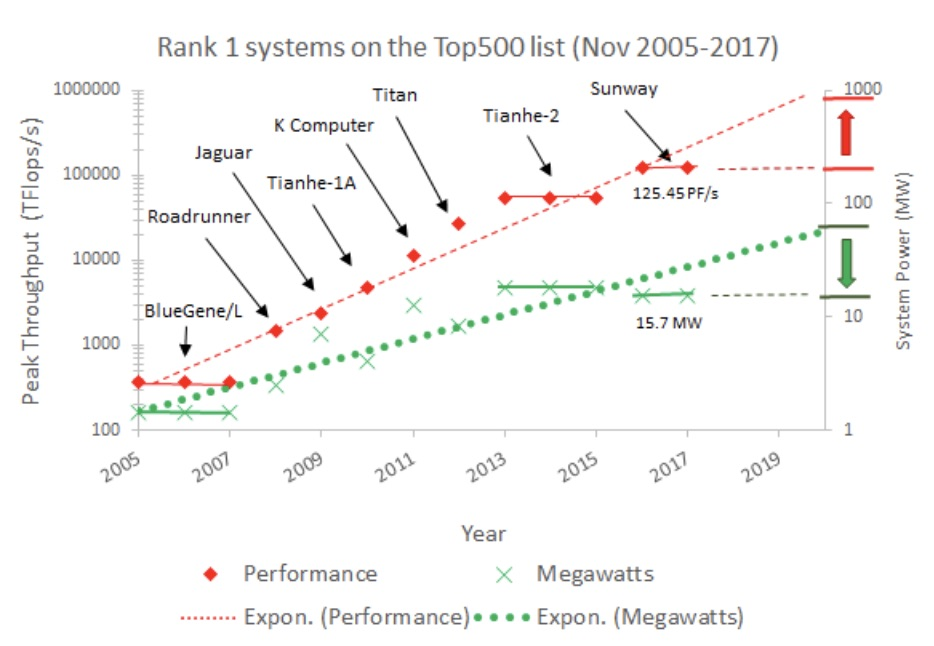 Rank 1 systems on the Top500 list (Nov 2005-2017)
1000000
100000
10000
1000
100
Peak Throughput (TFlops/s)
1000
100
10
1
System Power (MW)
Sunway
Titan
Tianhe-2
K Computer
Jaguar
Tianhe-1A
125.45 PF/s
Roadrunner
BlueGene/L
15.7 MW
2005
2007
2009
2011
2013
2015
2017
2019
Year
Performance
Megawatts
Expon. (Performance)
Expon. (Megawatts)